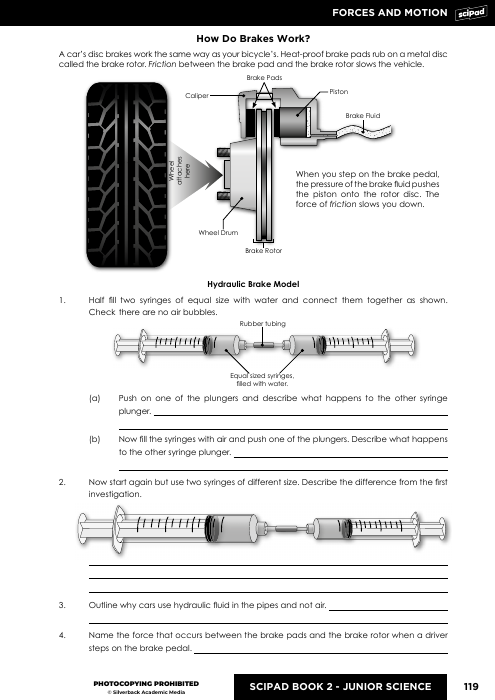 FORCES AND MOTION
scipad
How Do Brakes Work?
A car's disc brakes work the same way as your bicycle's. Heat-proof brake pads rub on a metal disc
called the brake rotor. Friction between the brake pad and the brake rotor slows the vehicle.
Brake Pads
Caliper
Piston
Brake Fluid
Wheel
attaches
here
When you step on the brake pedal,
the pressure of the brake fluid pushes
the piston onto the rotor disc. The
force of friction slows you down.
Wheel Drum
Brake Rotor
Hydraulic Brake Model
1. Half fill two syringes of equal size with water and connect them together as shown.
Check there are no air bubbles.
Rubber tubing
Equal sized syringes,
filled with water.
(a) Push on one of the plungers and describe what happens to the other syringe
plunger.
(b) Now fill the syringes with air and push one of the plungers. Describe what happens
to the other syringe plunger.
2. Now start again but use two syringes of different size. Describe the difference from the first
investigation.
3. Outline why cars use hydraulic fluid in the pipes and not air.
4. Name the force that occurs between the brake pads and the brake rotor when a driver
steps on the brake pedal.
PHOTOCOPYING PROHIBITED
© Silverback Academic Media
SCIPAD BOOK 2 - JUNIOR SCIENCE
119